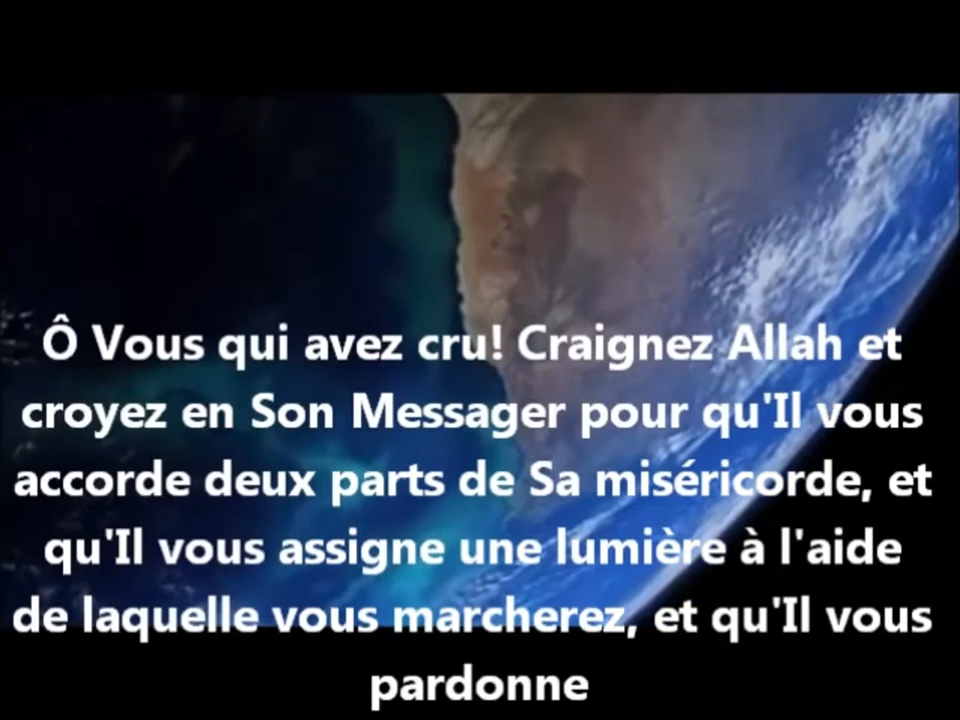 Ô Vous qui avez cru! Craignez Allah et
croyez en Son Messager pour qu'Il vous
accorde deux parts de Sa miséricorde, et
qu'Il vous assigne une lumière à l'aide
de laquelle vous marcherez, et qu'Il vous
pardonne